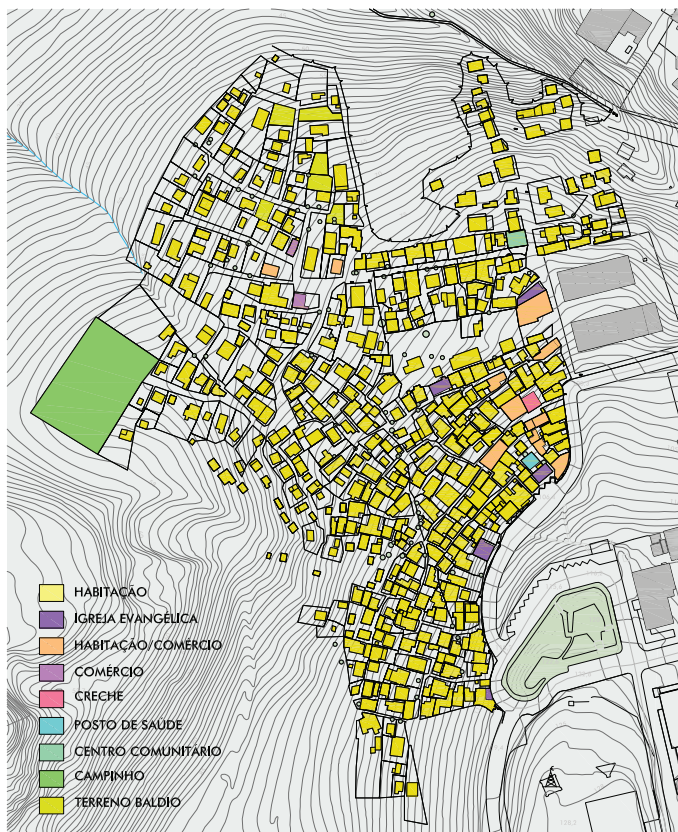 HABITAÇÃO
IGREJA EVANGÉLICA
HABITAÇÃO/COMÉRCIO
COMÉRCIO
CRECHE
POSTO DE SAÚDE
CENTRO COMUNITÁRIO
CAMPINHO
TERRENO BALDIO